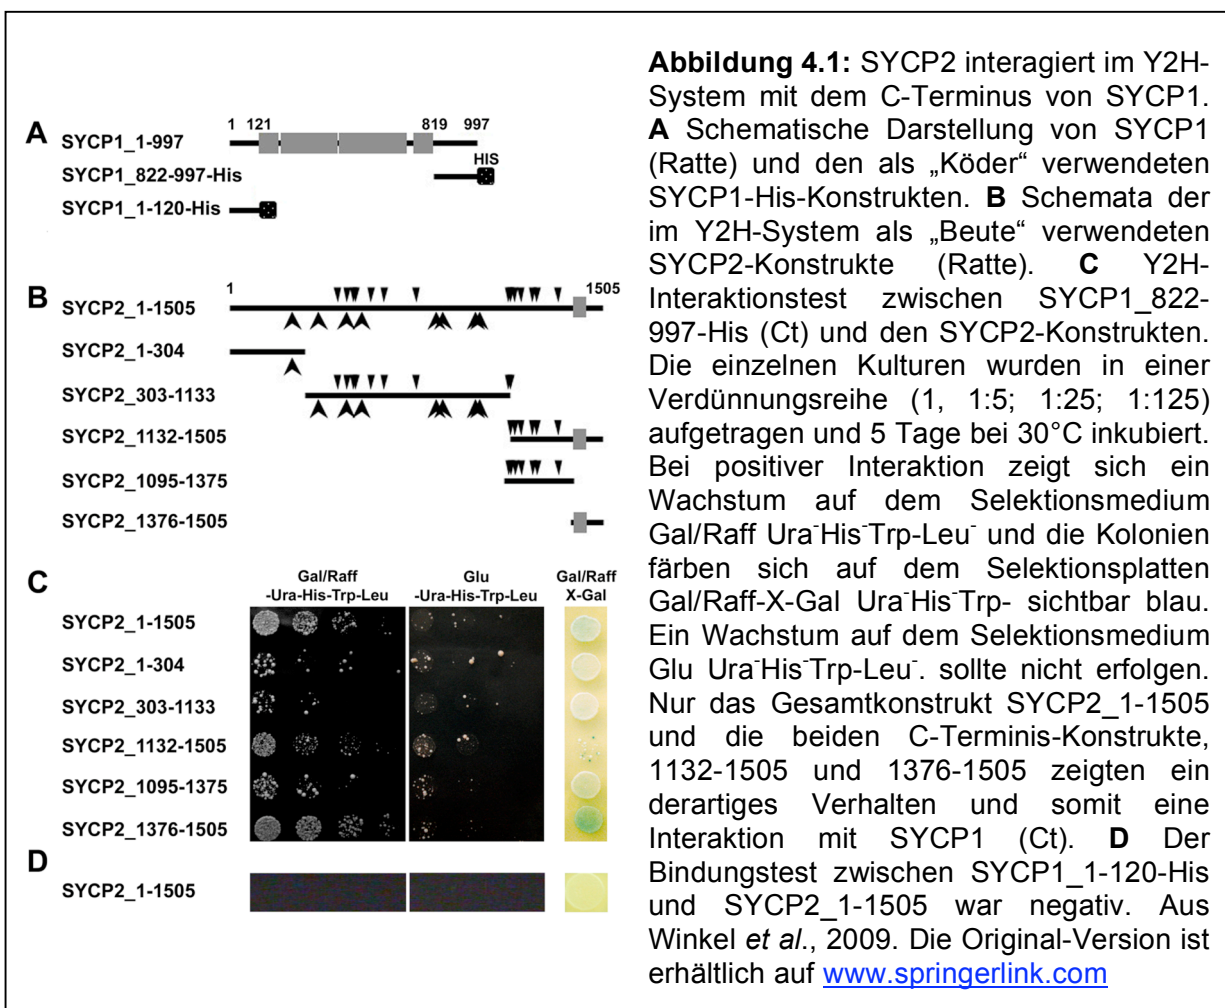 A
1 121 819 997
SYCP1_1-997
HIS
SYCP1_822-997-His
SYCP1_1-120-His
B
1 1505
SYCP2_1-1505
SYCP2_1-304
SYCP2_303-1133
SYCP2_1132-1505
SYCP2_1095-1375
SYCP2_1376-1505
C
Gal/Raff Glu Gal/Raff
-Ura-His-Trp-Leu -Ura-His-Trp-Leu X-Gal
SYCP2_1-1505
SYCP2_1-304
SYCP2_303-1133
SYCP2_1132-1505
SYCP2_1095-1375
SYCP2_1376-1505
D
SYCP2_1-1505
Abbildung 4.1: SYCP2 interagiert im Y2H-
System mit dem C-Terminus von SYCP1.
A Schematische Darstellung von SYCP1
(Ratte) und den als „Köder“ verwendeten
SYCP1-His-Konstrukten. B Schemata der
im Y2H-System als „Beute“ verwendeten
SYCP2-Konstrukte (Ratte). C Y2H-
Interaktionstest zwischen SYCP1_822-
997-His (Ct) und den SYCP2-Konstrukten.
Die einzelnen Kulturen wurden in einer
Verdünnungsreihe (1, 1:5; 1:25; 1:125)
aufgetragen und 5 Tage bei 30°C inkubiert.
Bei positiver Interaktion zeigt sich ein
Wachstum auf dem Selektionsmedium
Gal/Raff Ura⁻His⁻Trp-Leu⁻ und die Kolonien
färben sich auf dem Selektionsplatten
Gal/Raff-X-Gal Ura⁻His⁻Trp- sichtbar blau.
Ein Wachstum auf dem Selektionsmedium
Glu Ura⁻His⁻Trp-Leu⁻. sollte nicht erfolgen.
Nur das Gesamtkonstrukt SYCP2_1-1505
und die beiden C-Terminis-Konstrukte,
1132-1505 und 1376-1505 zeigten ein
derartiges Verhalten und somit eine
Interaktion mit SYCP1 (Ct). D Der
Bindungstest zwischen SYCP1_1-120-His
und SYCP2_1-1505 war negativ. Aus
Winkel et al., 2009. Die Original-Version ist
erhältlich auf www.springerlink.com